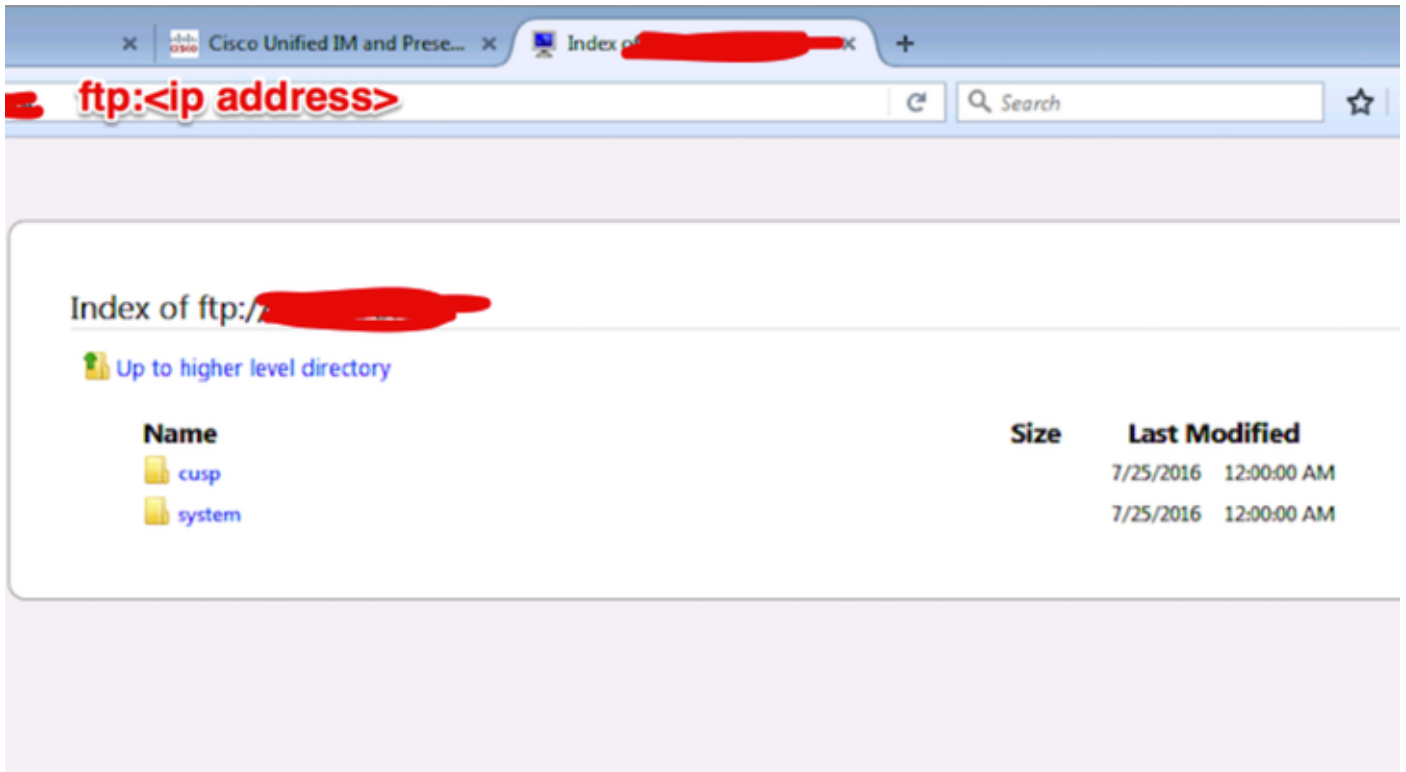 cisco Cisco Unified IM and Prese... Index of
ftp:<ip address> Search
Index of ftp:/
Up to higher level directory
Name Size Last Modified
cusp 7/25/2016 12:00:00 AM
system 7/25/2016 12:00:00 AM